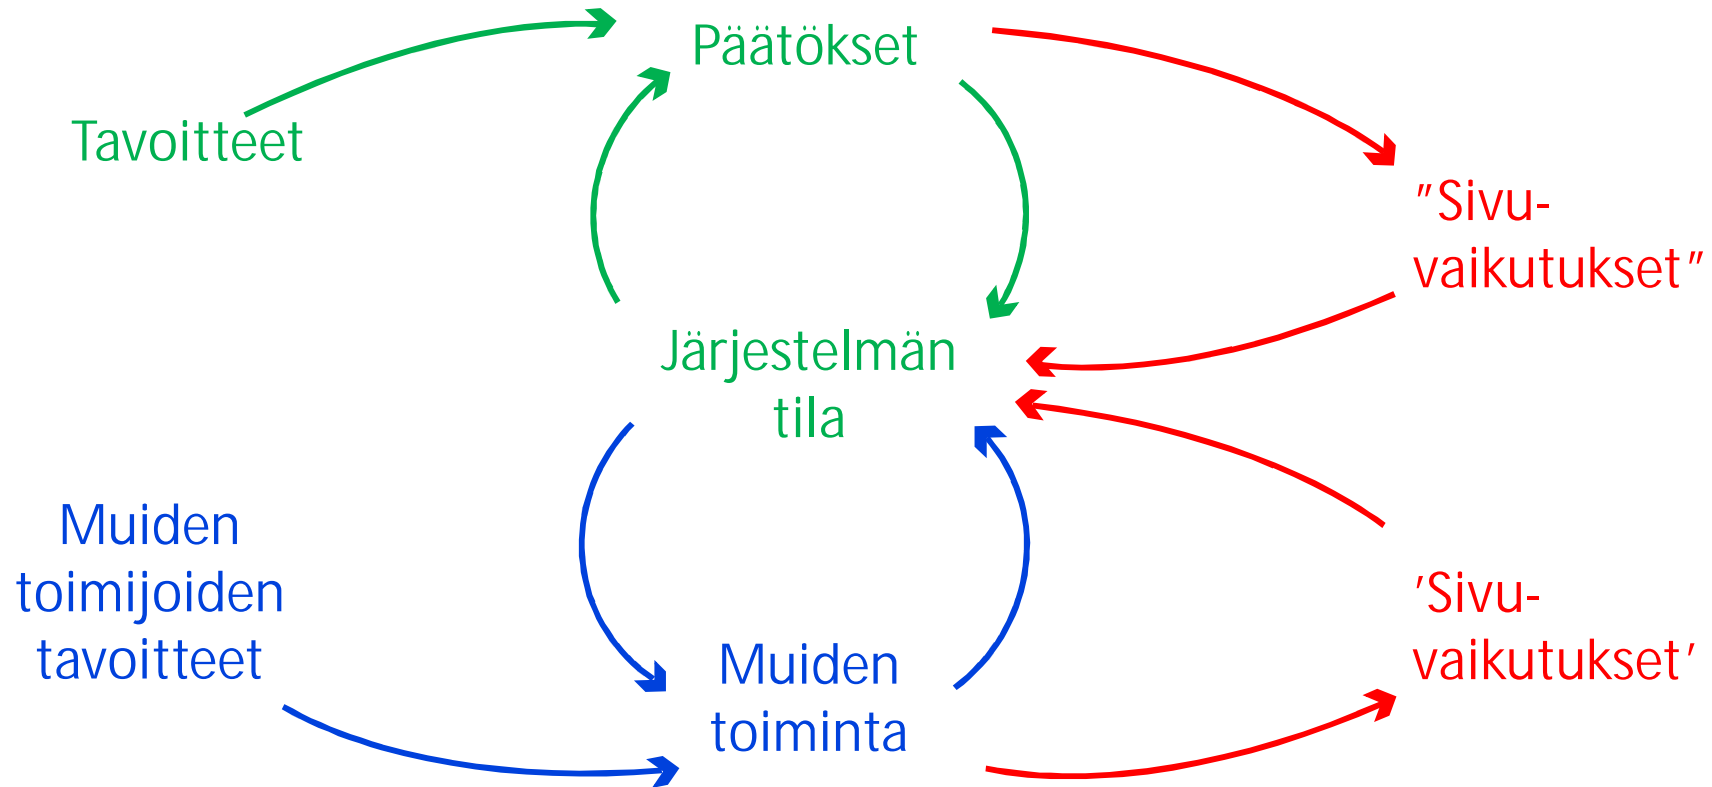 Päätökset
Tavoitteet
"Sivu-
vaikutukset"
Järjestelmän
tila
Muiden
toimijoiden
tavoitteet
Muiden
toiminta
'Sivu-
vaikutukset'